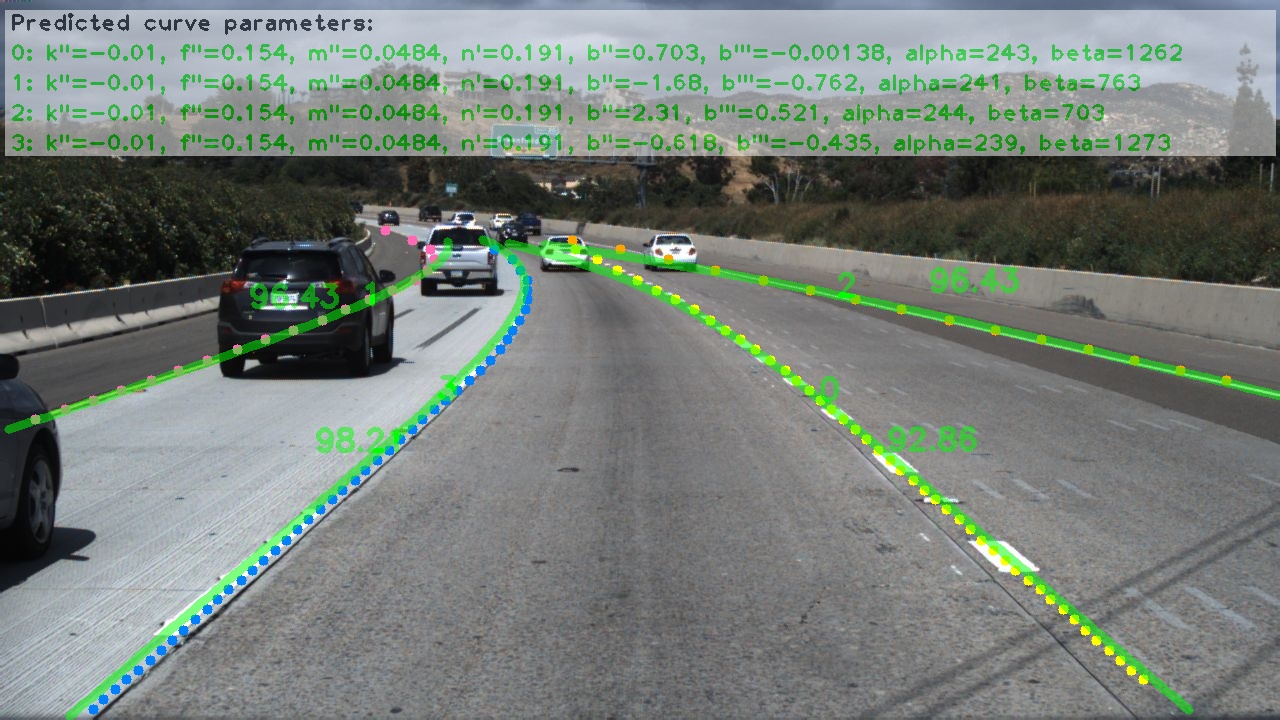 Predicted curve parameters:
0: k''=-0.01, f''=0.154, m''=0.0484, n'=0.191, b''=0.703, b'''=-0.00138, alpha=243, beta=1262
1: k''=-0.01, f''=0.154, m''=0.0484, n'=0.191, b''=-1.68, b'''=-0.762, alpha=241, beta=763
2: k''=-0.01, f''=0.154, m''=0.0484, n'=0.191, b''=2.31, b'''=0.521, alpha=244, beta=703
3: k''=-0.01, f''=0.154, m''=0.0484, n'=0.191, b''=-0.618, b'''=-0.435, alpha=239, beta=1273
96.43 1
2 96.43
3
0
98.21
92.86